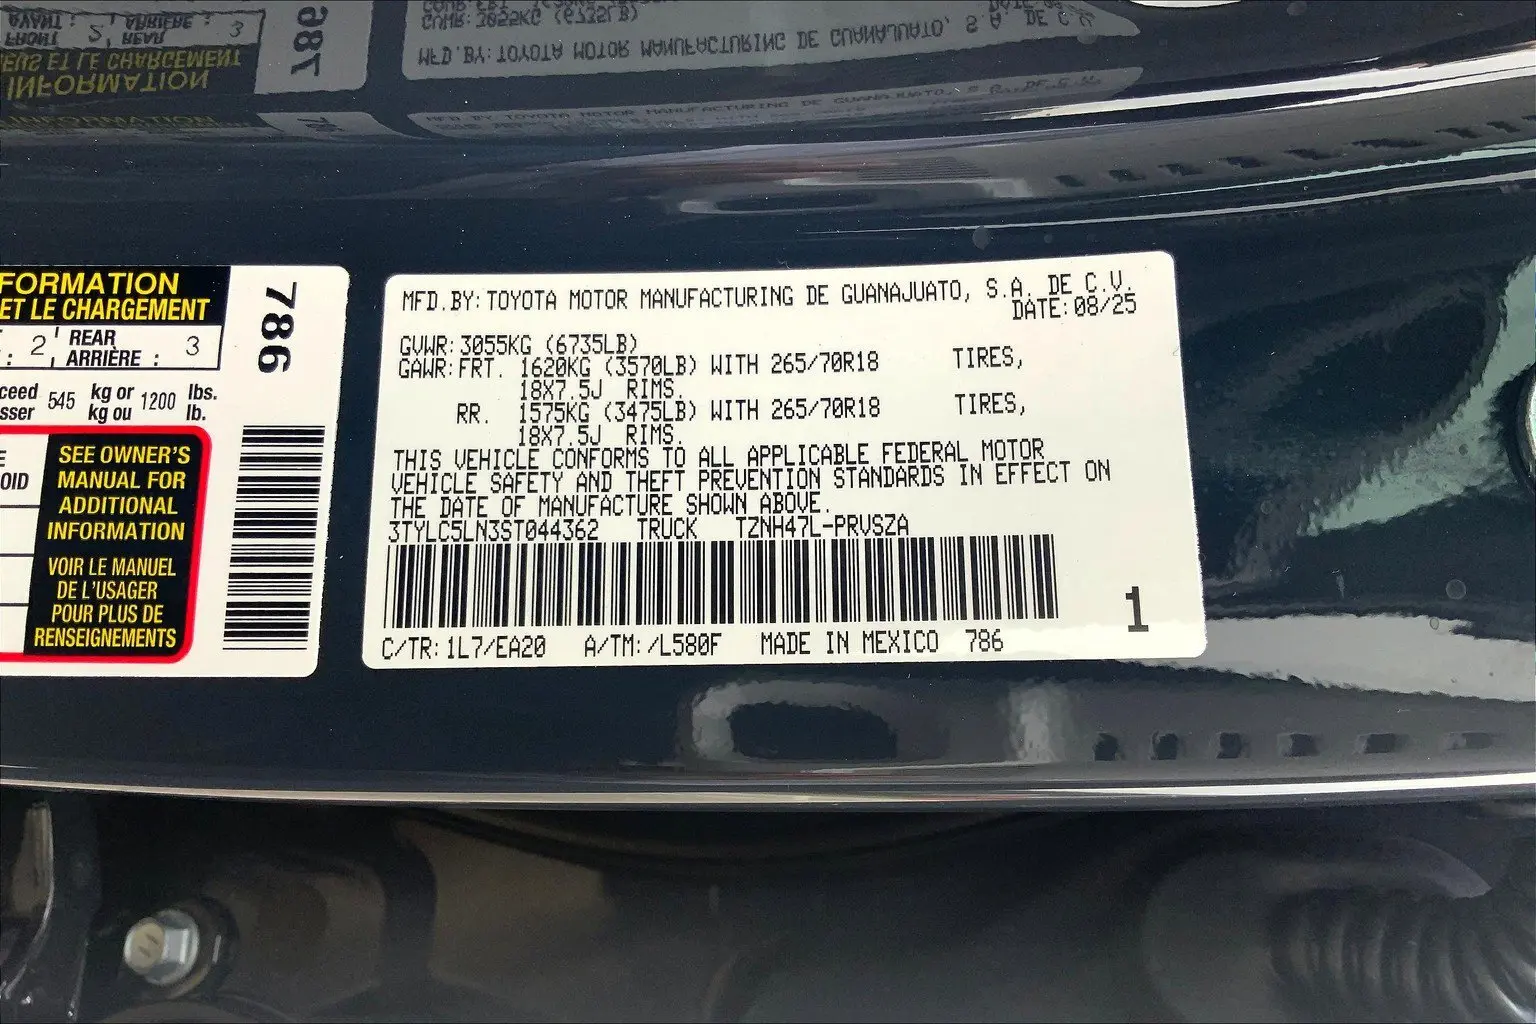 FORMATION
ET LE CHARGEMENT
: 2 REAR
ARRIÈRE : 3
ceed 545 kg or 1200 lbs.
sser kg ou lb.
E
OID
SEE OWNER'S
MANUAL FOR
ADDITIONAL
INFORMATION
VOIR LE MANUEL
DE L'USAGER
POUR PLUS DE
RENSEIGNEMENTS
786
MFD.BY:TOYOTA MOTOR MANUFACTURING DE GUANAJUATO, S.A. DE C.V.
DATE:08/25
GVWR:3055KG (6735LB)
GAWR:FRT. 1620KG (3570LB) WITH 265/70R18 TIRES,
18X7.5J RIMS.
RR. 1575KG (3475LB) WITH 265/70R18 TIRES,
18X7.5J RIMS.
THIS VEHICLE CONFORMS TO ALL APPLICABLE FEDERAL MOTOR
VEHICLE SAFETY AND THEFT PREVENTION STANDARDS IN EFFECT ON
THE DATE OF MANUFACTURE SHOWN ABOVE.
3TYLC5LN3ST044362 TRUCK TZNH47L-PRVSZA
C/TR:1L7/EA20 A/TM:/L580F MADE IN MEXICO 786
1